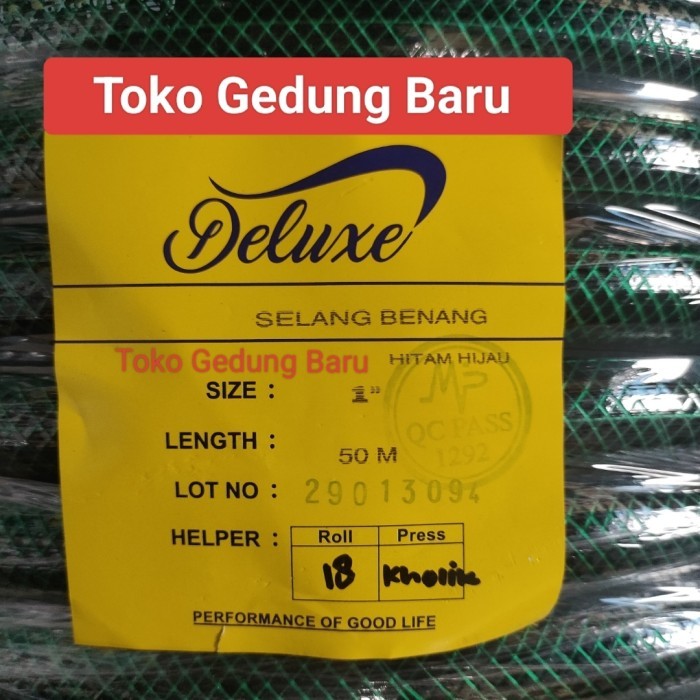 Toko Gedung Baru
Deluxe
SELANG BENANG
Toko Gedung Baru HITAM HIJAU
SIZE : 1"
MP
QC PASS
1292
LENGTH : 50 M
LOT NO : 29013094
HELPER : Roll Press
18 Kholik
PERFORMANCE OF GOOD LIFE